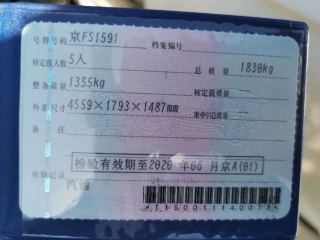 号牌号码 京FS1591 档案编号
核定载人数 5人 总质量 1830kg
整备质量 1355kg 核定载质量 --
外廓尺寸 4559×1793×1487mm 准牵引总质量 --
备注
检验有效期至2020年06月京A(01)
检验记录
汽油